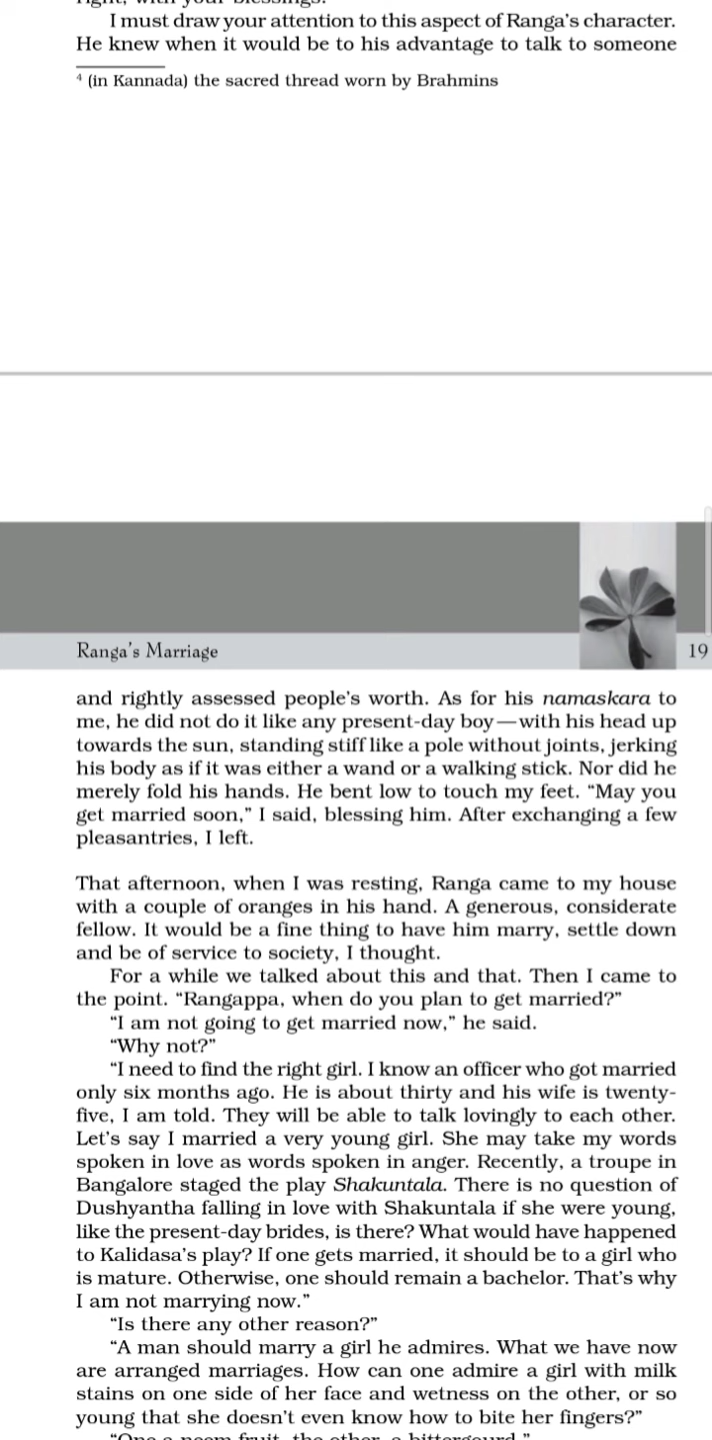 right, with your blessings."
I must draw your attention to this aspect of Ranga's character.
He knew when it would be to his advantage to talk to someone
4 (in Kannada) the sacred thread worn by Brahmins
Ranga's Marriage
19
and rightly assessed people's worth. As for his namaskara to
me, he did not do it like any present-day boy—with his head up
towards the sun, standing stiff like a pole without joints, jerking
his body as if it was either a wand or a walking stick. Nor did he
merely fold his hands. He bent low to touch my feet. "May you
get married soon," I said, blessing him. After exchanging a few
pleasantries, I left.
That afternoon, when I was resting, Ranga came to my house
with a couple of oranges in his hand. A generous, considerate
fellow. It would be a fine thing to have him marry, settle down
and be of service to society, I thought.
For a while we talked about this and that. Then I came to
the point. "Rangappa, when do you plan to get married?"
"I am not going to get married now," he said.
"Why not?"
"I need to find the right girl. I know an officer who got married
only six months ago. He is about thirty and his wife is twenty-
five, I am told. They will be able to talk lovingly to each other.
Let's say I married a very young girl. She may take my words
spoken in love as words spoken in anger. Recently, a troupe in
Bangalore staged the play Shakuntala. There is no question of
Dushyantha falling in love with Shakuntala if she were young,
like the present-day brides, is there? What would have happened
to Kalidasa's play? If one gets married, it should be to a girl who
is mature. Otherwise, one should remain a bachelor. That's why
I am not marrying now."
"Is there any other reason?"
"A man should marry a girl he admires. What we have now
are arranged marriages. How can one admire a girl with milk
stains on one side of her face and wetness on the other, or so
young that she doesn't even know how to bite her fingers?"
"One a neem fruit, the other, a bittergourd."